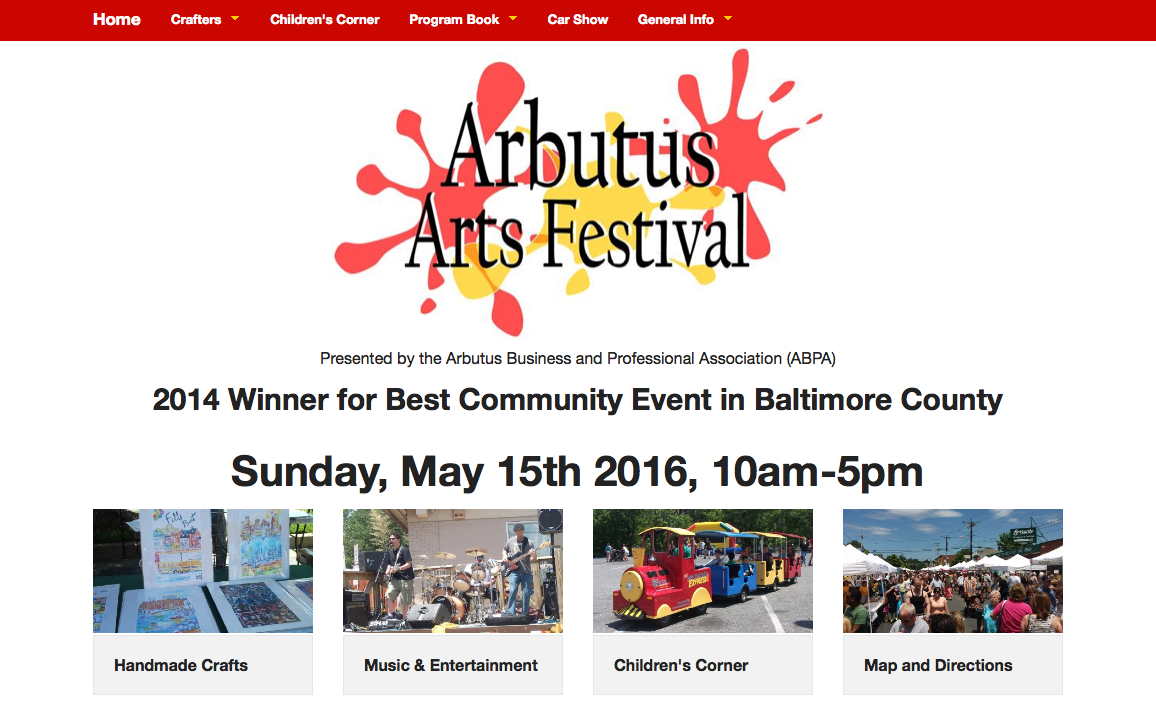 Home Crafters Children's Corner Program Book Car Show General Info
Arbutus
Arts Festival
Presented by the Arbutus Business and Professional Association (ABPA)
2014 Winner for Best Community Event in Baltimore County
Sunday, May 15th 2016, 10am-5pm
Handmade Crafts Music & Entertainment Children's Corner Map and Directions